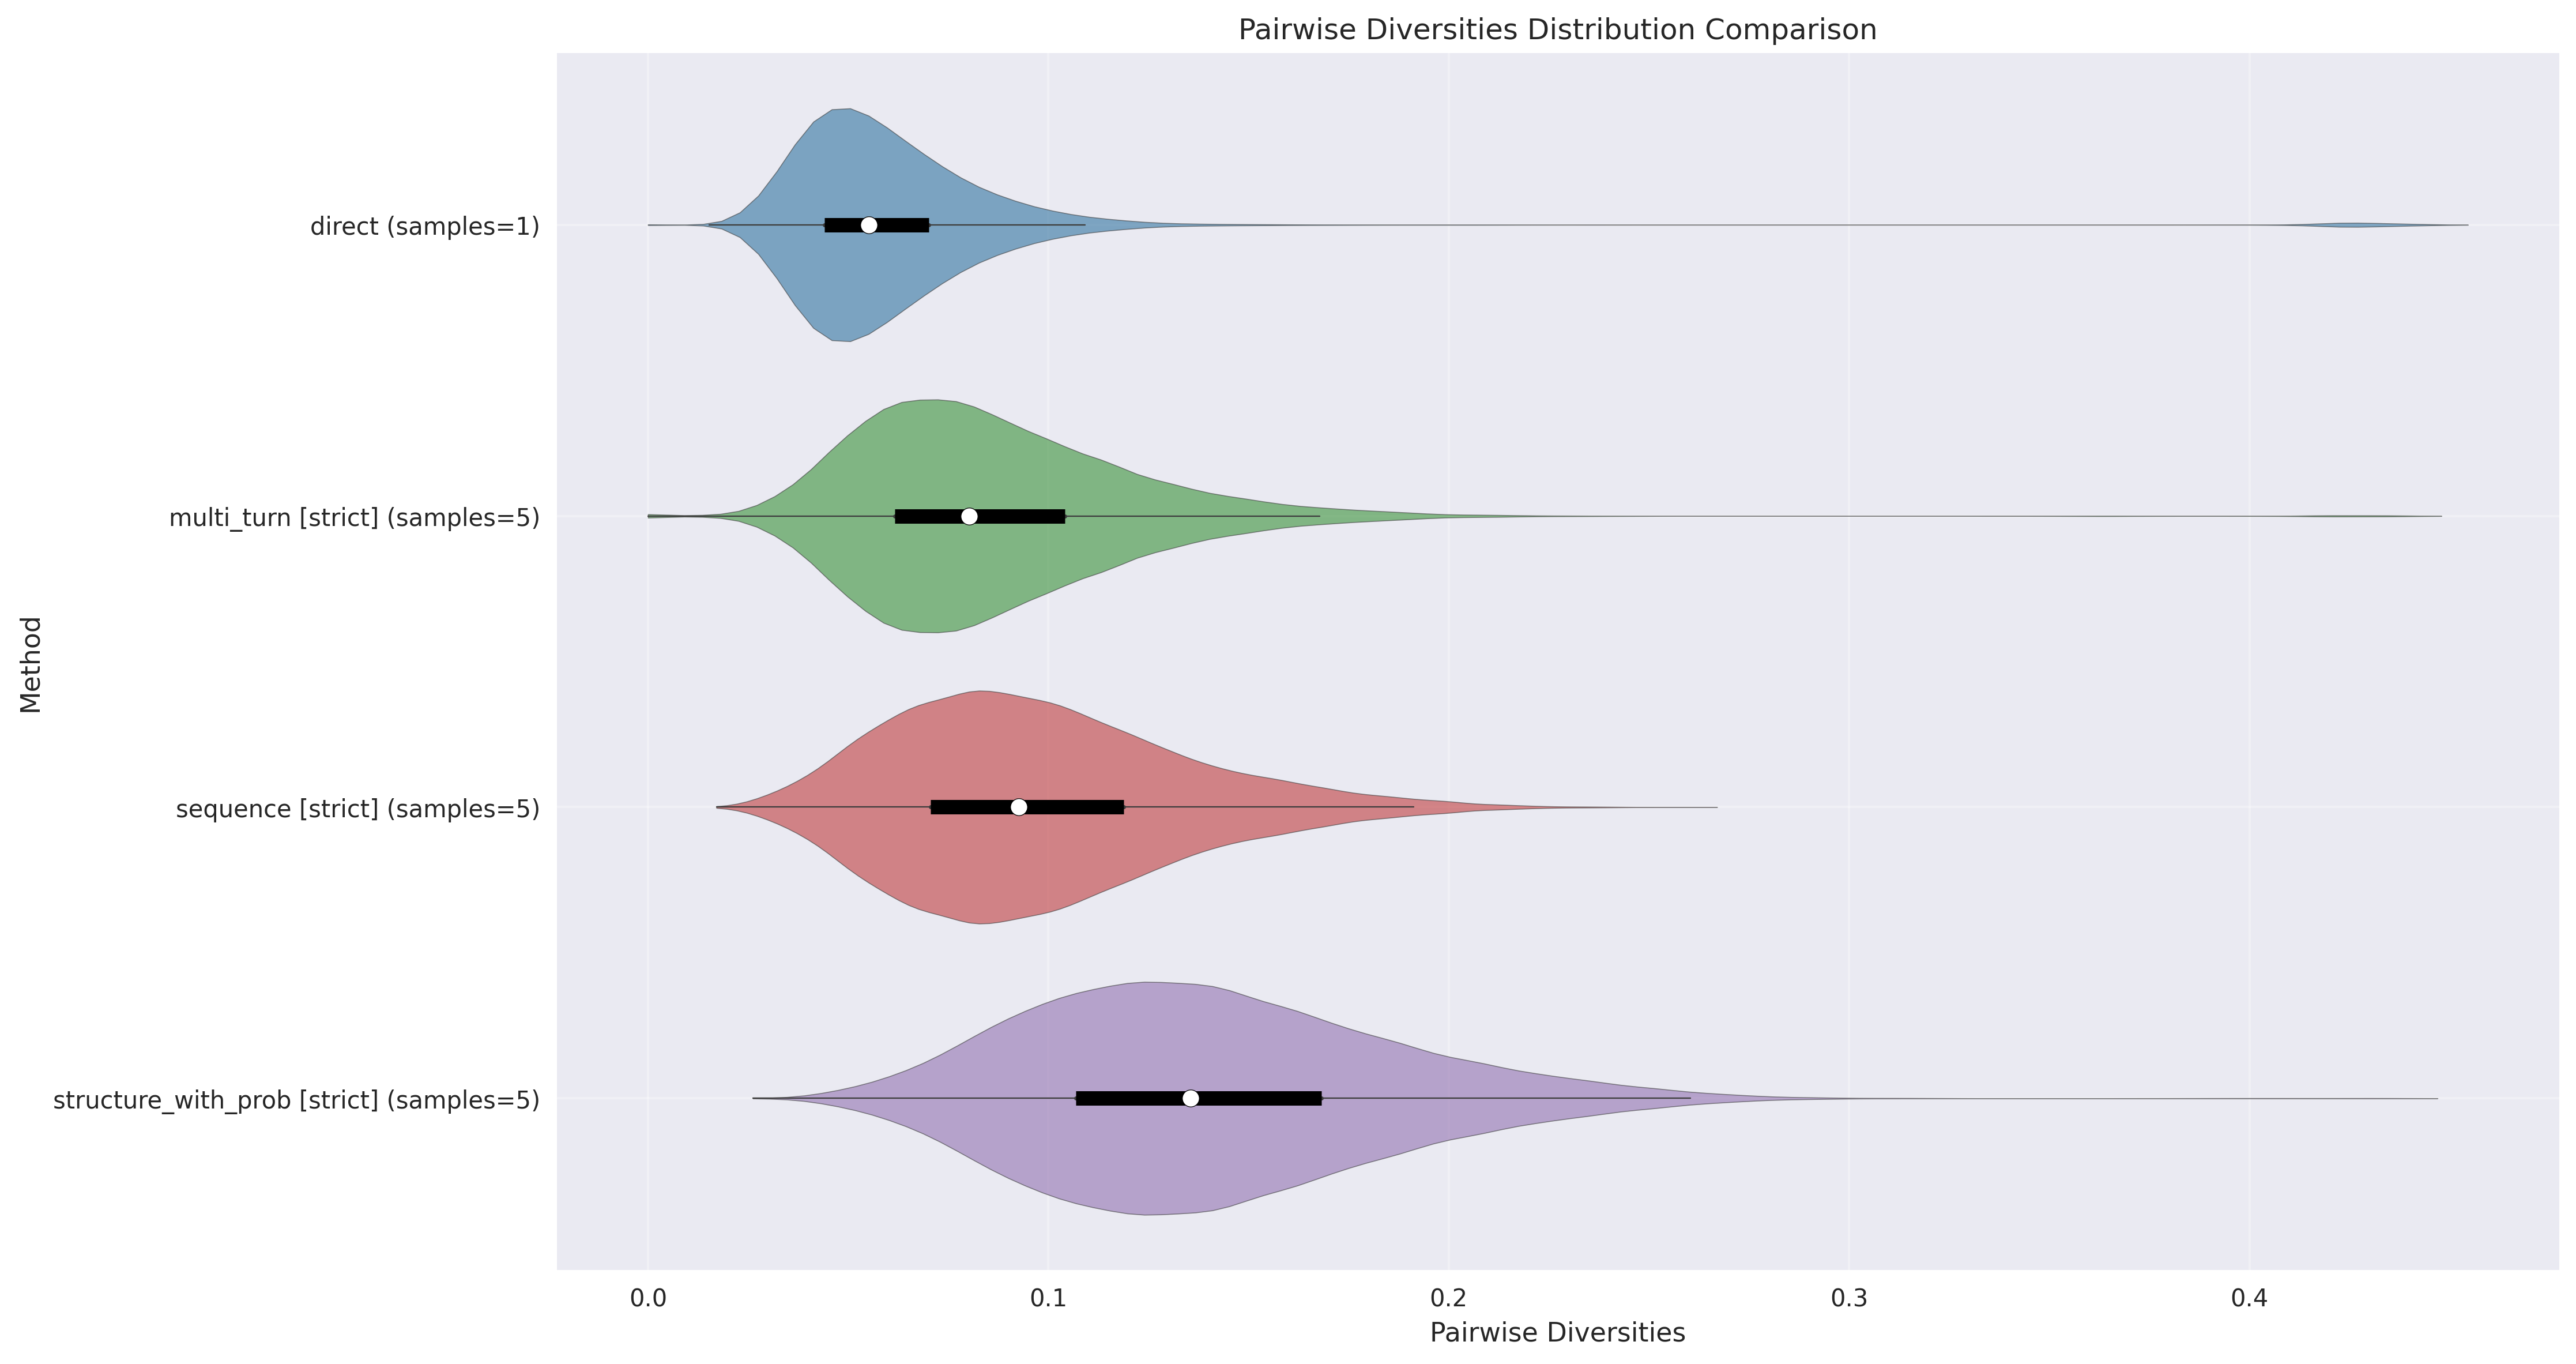 Pairwise Diversities Distribution Comparison
Method
direct (samples=1)
multi_turn [strict] (samples=5)
sequence [strict] (samples=5)
structure_with_prob [strict] (samples=5)
0.0 0.1 0.2 0.3 0.4
Pairwise Diversities